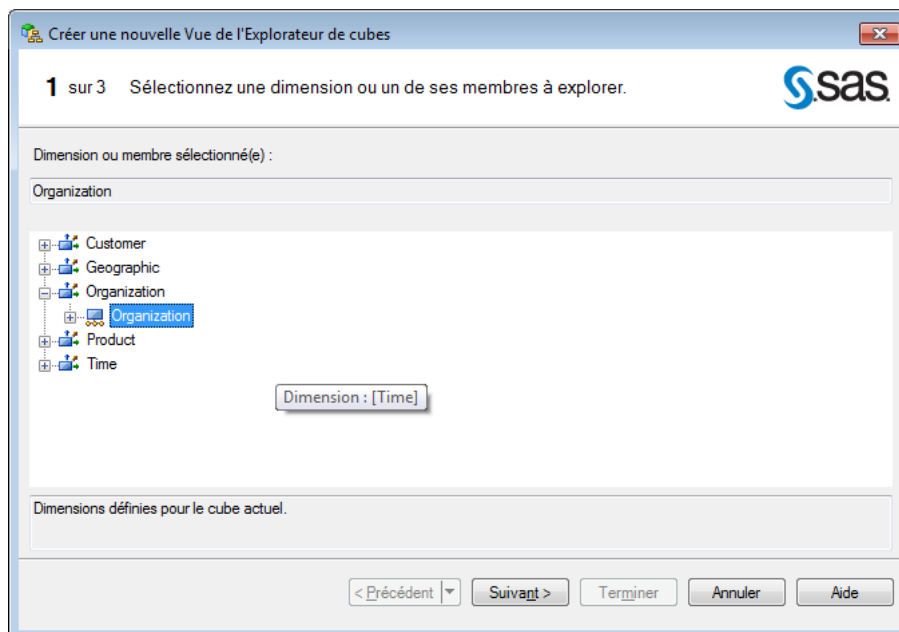 Créer une nouvelle Vue de l'Explorateur de cubes
1 sur 3 Sélectionnez une dimension ou un de ses membres à explorer.
sas
Dimension ou membre sélectionné(e) :
Organization
Customer
Geographic
Organization
Organization
Product
Time
Dimension : [Time]
Dimensions définies pour le cube actuel.
< Précédent Suivant > Terminer Annuler Aide